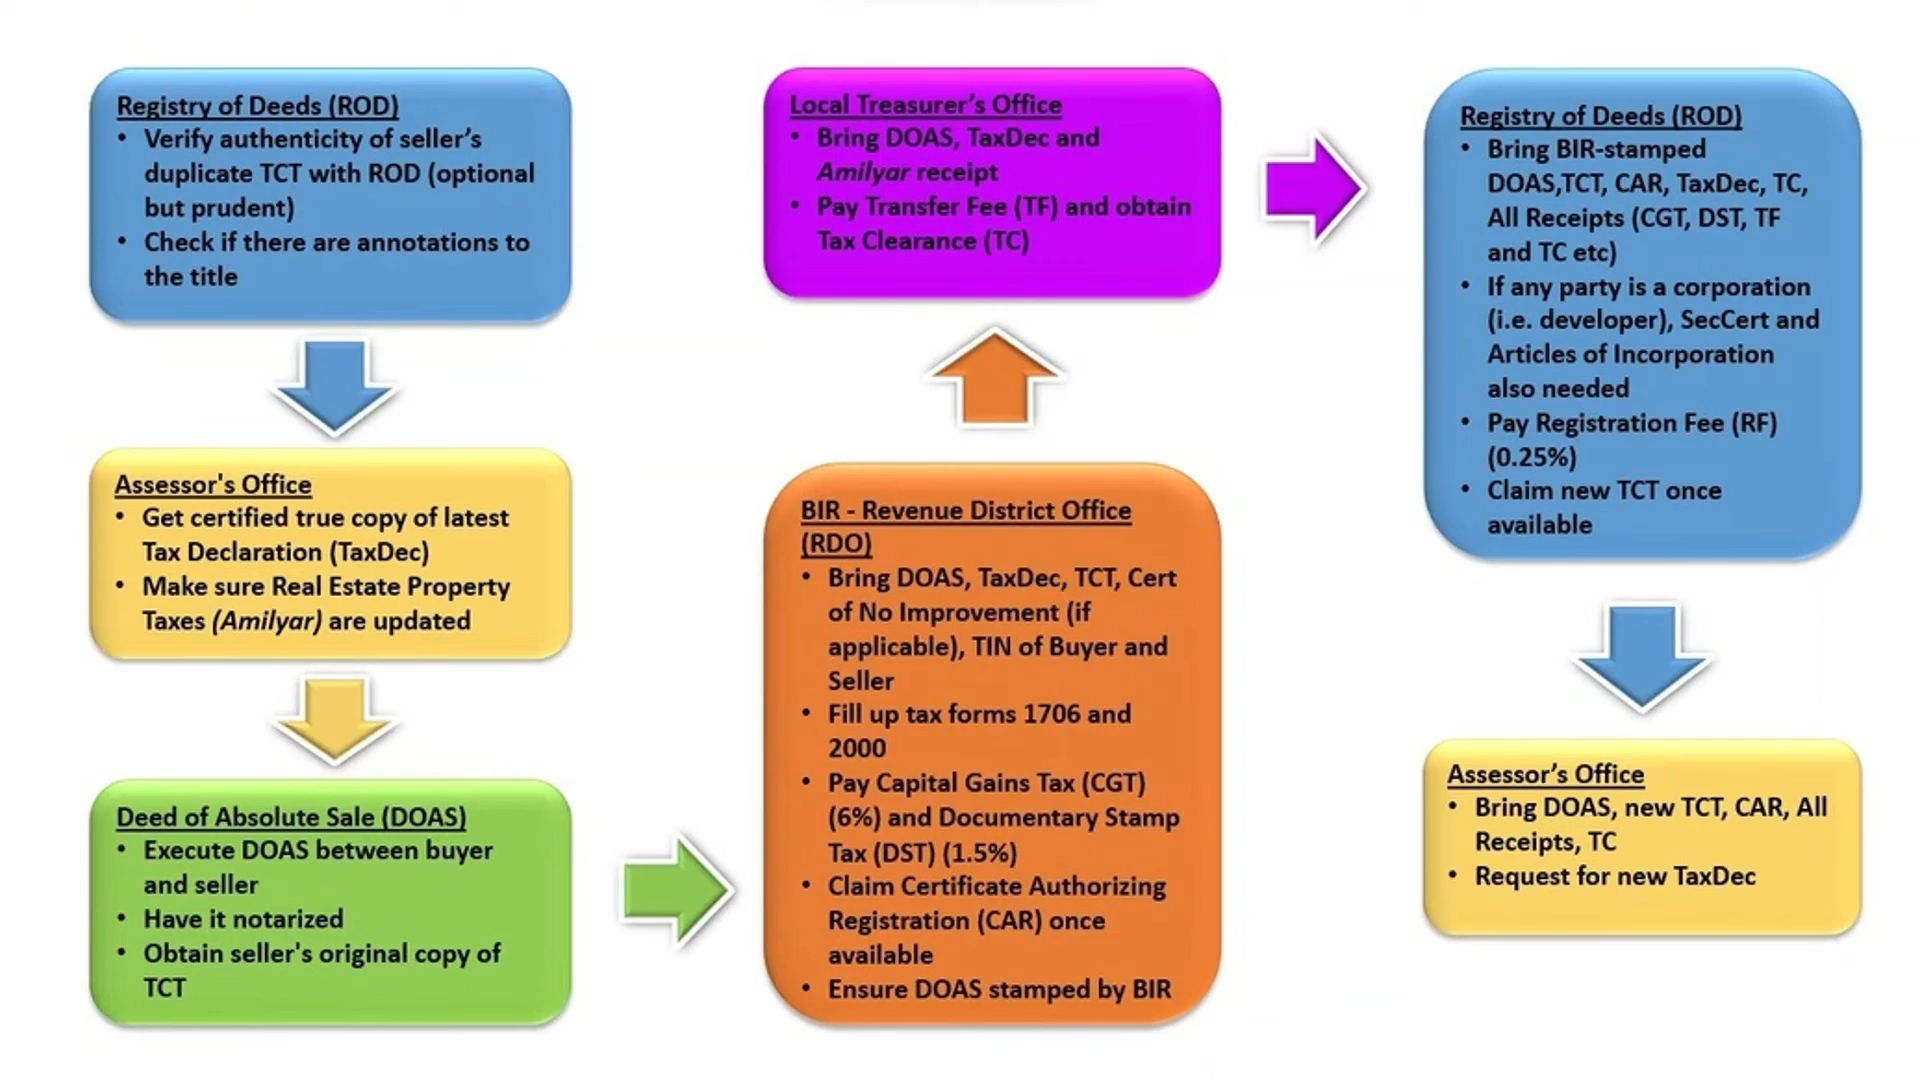 Registry of Deeds (ROD)
• Verify authenticity of seller’s
duplicate TCT with ROD (optional
but prudent)
• Check if there are annotations to
the title
Assessor's Office
• Get certified true copy of latest
Tax Declaration (TaxDec)
• Make sure Real Estate Property
Taxes (Amilyar) are updated
Deed of Absolute Sale (DOAS)
• Execute DOAS between buyer
and seller
• Have it notarized
• Obtain seller's original copy of
TCT
BIR - Revenue District Office
(RDO)
• Bring DOAS, TaxDec, TCT, Cert
of No Improvement (if
applicable), TIN of Buyer and
Seller
• Fill up tax forms 1706 and
2000
• Pay Capital Gains Tax (CGT)
(6%) and Documentary Stamp
Tax (DST) (1.5%)
• Claim Certificate Authorizing
Registration (CAR) once
available
• Ensure DOAS stamped by BIR
Local Treasurer’s Office
• Bring DOAS, TaxDec and
Amilyar receipt
• Pay Transfer Fee (TF) and obtain
Tax Clearance (TC)
Registry of Deeds (ROD)
• Bring BIR-stamped
DOAS,TCT, CAR, TaxDec, TC,
All Receipts (CGT, DST, TF
and TC etc)
• If any party is a corporation
(i.e. developer), SecCert and
Articles of Incorporation
also needed
• Pay Registration Fee (RF)
(0.25%)
• Claim new TCT once
available
Assessor’s Office
• Bring DOAS, new TCT, CAR, All
Receipts, TC
• Request for new TaxDec